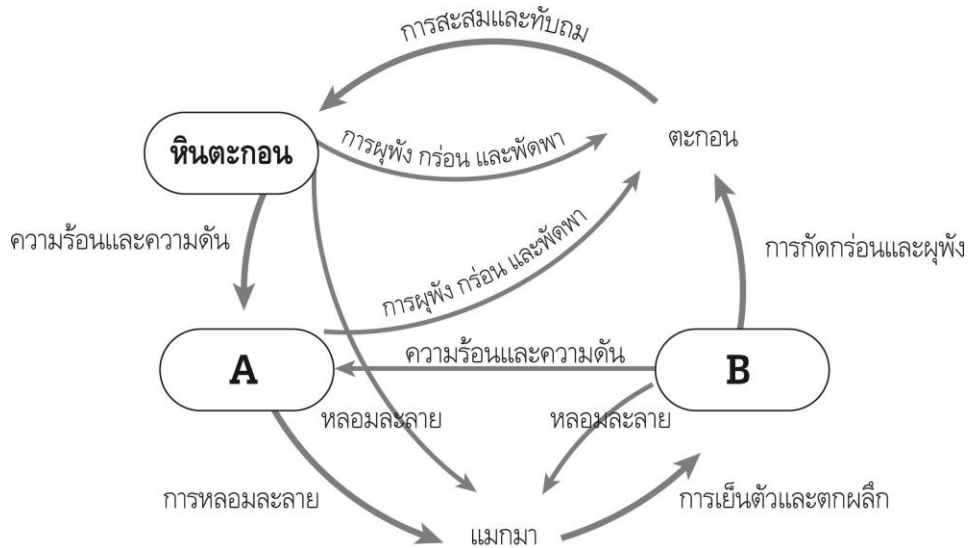 การสะสมและทับถม
หินตะกอน
การผุพัง กร่อน และพัดพา
ตะกอน
ความร้อนและความดัน
การผุพัง กร่อน และพัดพา
การกัดกร่อนและผุพัง
A
ความร้อนและความดัน
B
หลอมละลาย
หลอมละลาย
การหลอมละลาย
แมกมา
การเย็นตัวและตกผลึก